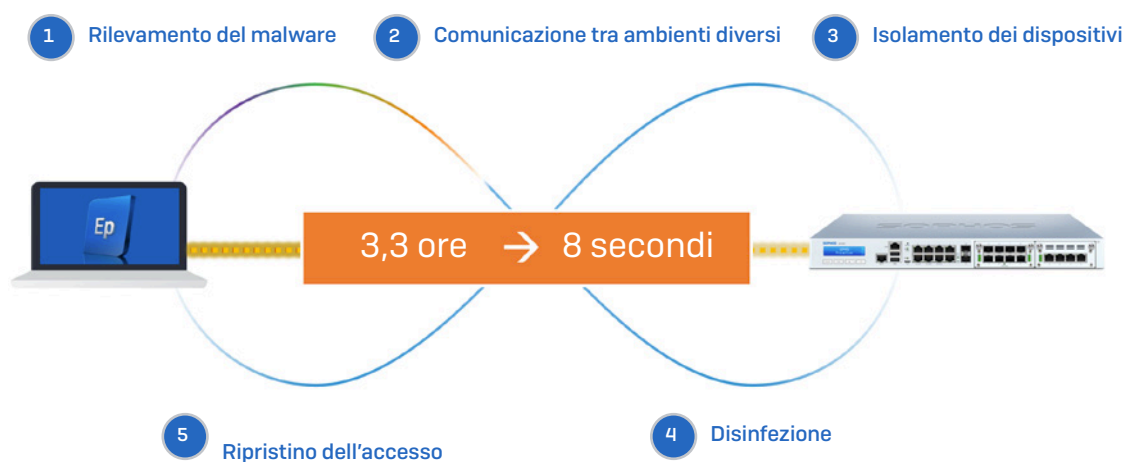 1 Rilevamento del malware
2 Comunicazione tra ambienti diversi
3 Isolamento dei dispositivi
Ep
3,3 ore → 8 secondi
SOPHOS
5 Ripristino dell'accesso
4 Disinfezione